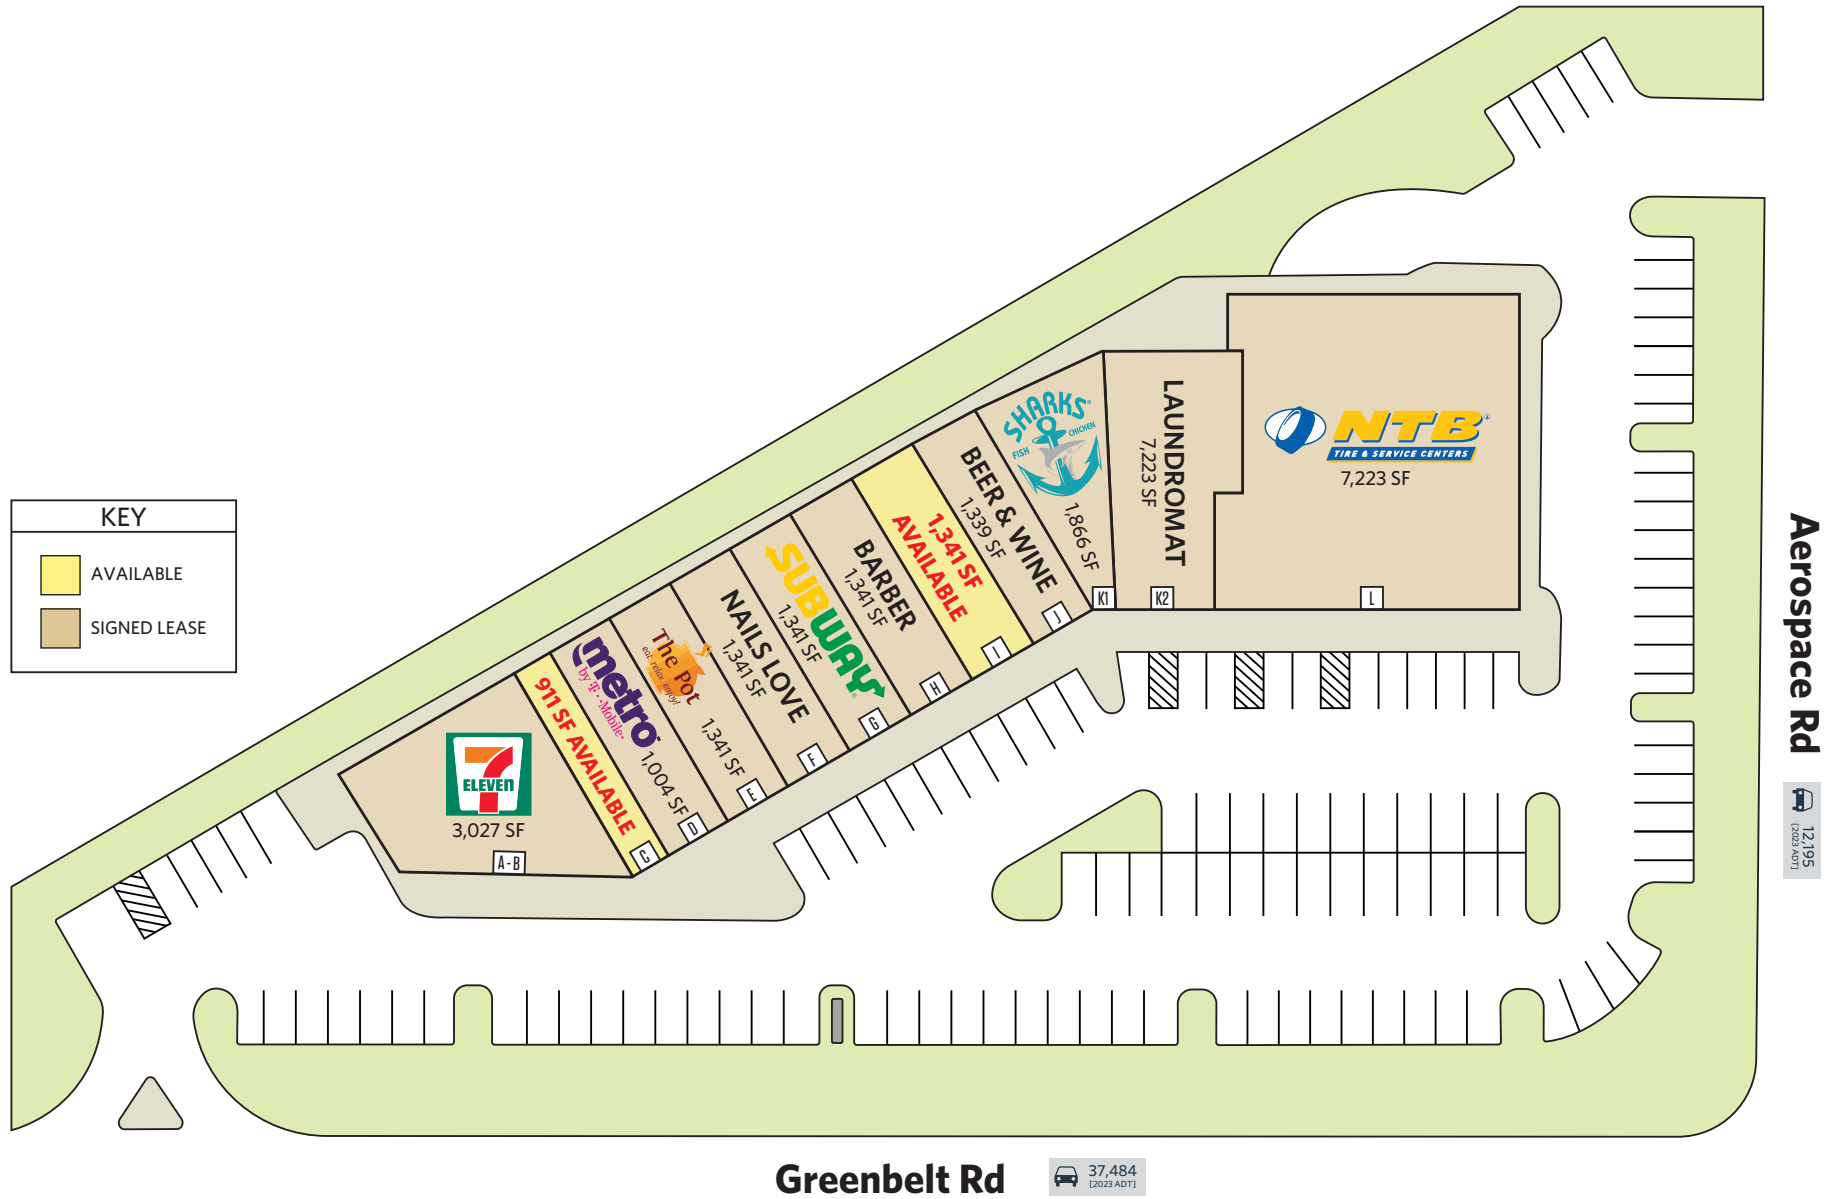 KEY
AVAILABLE
SIGNED LEASE
7
ELEVEN
3,027 SF
A-B
911 SF AVAILABLE
C
metro
by T-Mobile
1,004 SF
D
The Pot
eat. relax. enjoy!
1,341 SF
E
NAILS LOVE
1,341 SF
F
SUBWAY
1,341 SF
G
BARBER
1,341 SF
H
1,341 SF
AVAILABLE
I
BEER & WINE
1,339 SF
J
SHARKS
FISH
CHICKEN
1,866 SF
K1
LAUNDROMAT
7,223 SF
K2
NTB
TIRE & SERVICE CENTERS
7,223 SF
L
Aerospace Rd
12,195
[2023 ADT]
Greenbelt Rd
37,484
[2023 ADT]